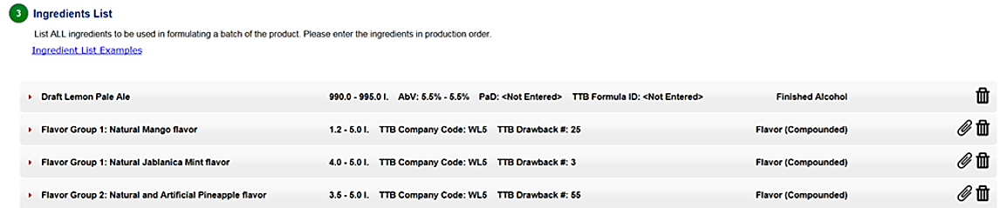 3 Ingredients List
List ALL ingredients to be used in formulating a batch of the product. Please enter the ingredients in production order.
Ingredient List Examples
Draft Lemon Pale Ale 990.0 - 995.0 l. AbV: 5.5% - 5.5% PaD: <Not Entered> TTB Formula ID: <Not Entered> Finished Alcohol
Flavor Group 1: Natural Mango flavor 1.2 - 5.0 l. TTB Company Code: WL5 TTB Drawback #: 25 Flavor (Compounded)
Flavor Group 1: Natural Jablanica Mint flavor 4.0 - 5.0 l. TTB Company Code: WL5 TTB Drawback #: 3 Flavor (Compounded)
Flavor Group 2: Natural and Artificial Pineapple flavor 3.5 - 5.0 l. TTB Company Code: WL5 TTB Drawback #: 55 Flavor (Compounded)